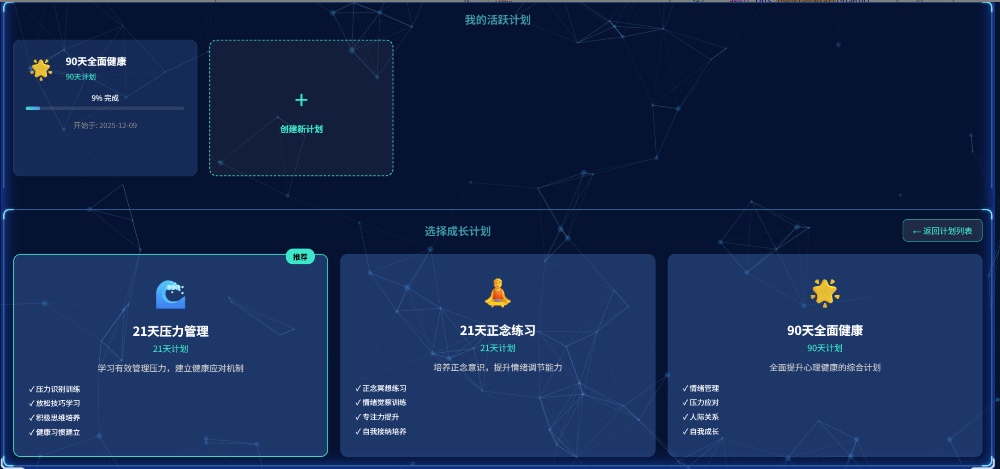 我的活跃计划
90天全面健康
90天计划
9% 完成
开始于: 2025-12-09
+
创建新计划
选择成长计划
← 返回计划列表
推荐
21天压力管理
21天计划
学习有效管理压力，建立健康应对机制
✓ 压力识别训练
✓ 放松技巧学习
✓ 积极思维培养
✓ 健康习惯建立
21天正念练习
21天计划
培养正念意识，提升情绪调节能力
✓ 正念冥想练习
✓ 情绪觉察训练
✓ 专注力提升
✓ 自我接纳培养
90天全面健康
90天计划
全面提升心理健康的综合计划
✓ 情绪管理
✓ 压力应对
✓ 人际关系
✓ 自我成长